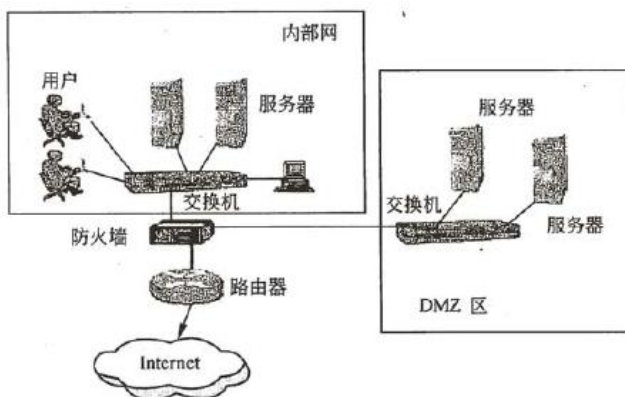 内部网
用户
服务器
交换机
防火墙
路由器
Internet
服务器
交换机
服务器
DMZ 区